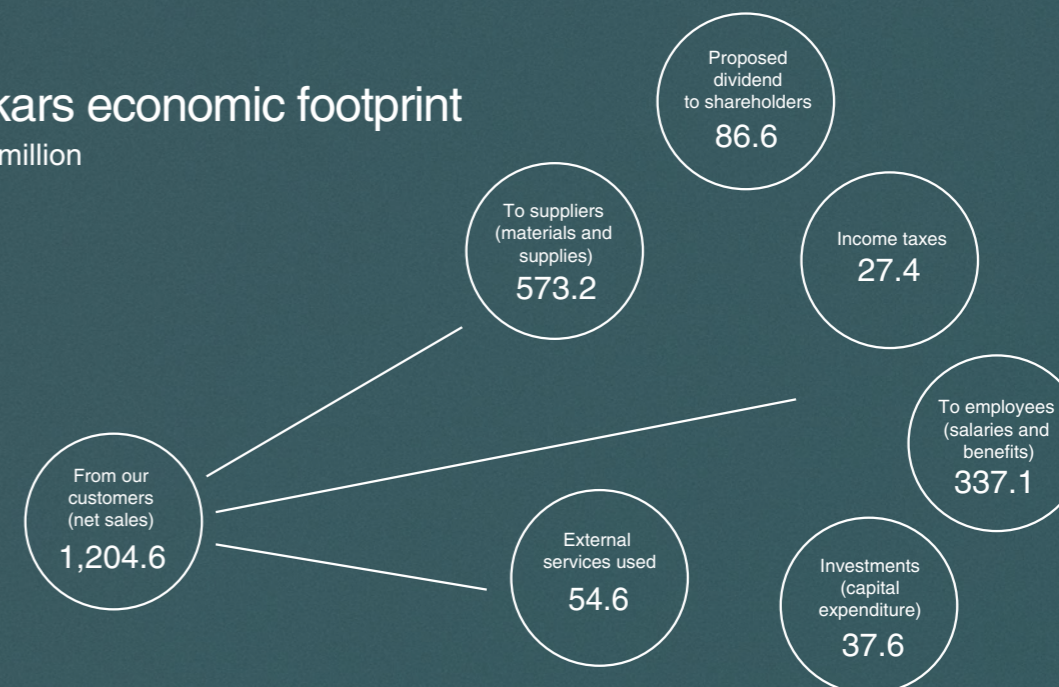 kars economic footprint
million
Proposed
dividend
to shareholders
86.6
To suppliers
(materials and
supplies)
573.2
Income taxes
27.4
To employees
(salaries and
benefits)
337.1
From our
customers
(net sales)
1,204.6
External
services used
54.6
Investments
(capital
expenditure)
37.6